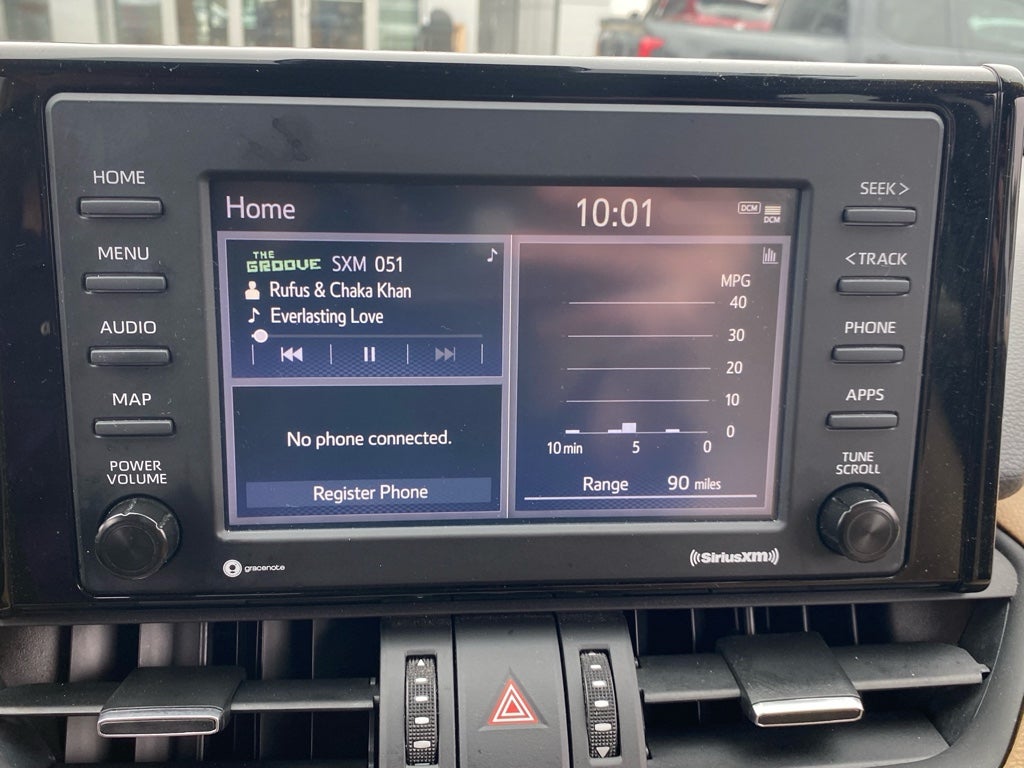 HOME
MENU
AUDIO
MAP
POWER
VOLUME
Home
10:01
DCM
DCM
THE
GROOVE SXM 051
Rufus & Chaka Khan
Everlasting Love
No phone connected.
Register Phone
MPG
40
30
20
10
0
10 min 5 0
Range 90 miles
SEEK >
< TRACK
PHONE
APPS
TUNE
SCROLL
gracenote
SiriusXM